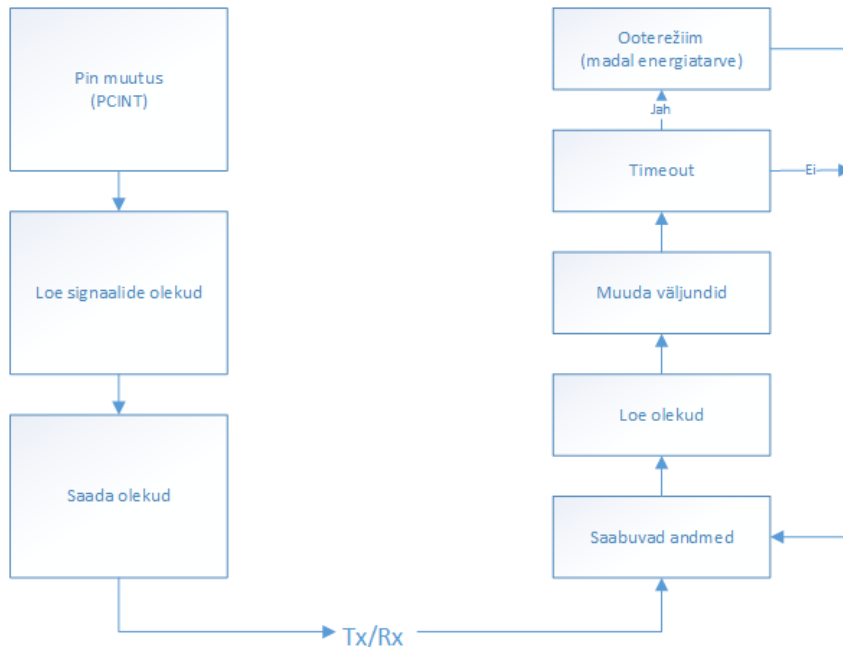 Pin muutus
(PCINT)
Loe signaalide olekud
Saada olekud
Tx/Rx
Ooterežiim
(madal energiatarve)
Jah
Timeout
Ei
Muuda väljundid
Loe olekud
Saabuvad andmed